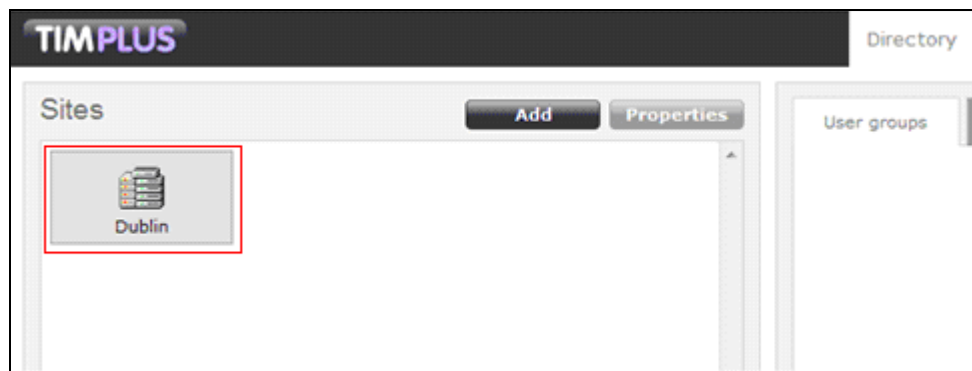 TIMPLUS
Directory
Sites
Add
Properties
User groups
Dublin